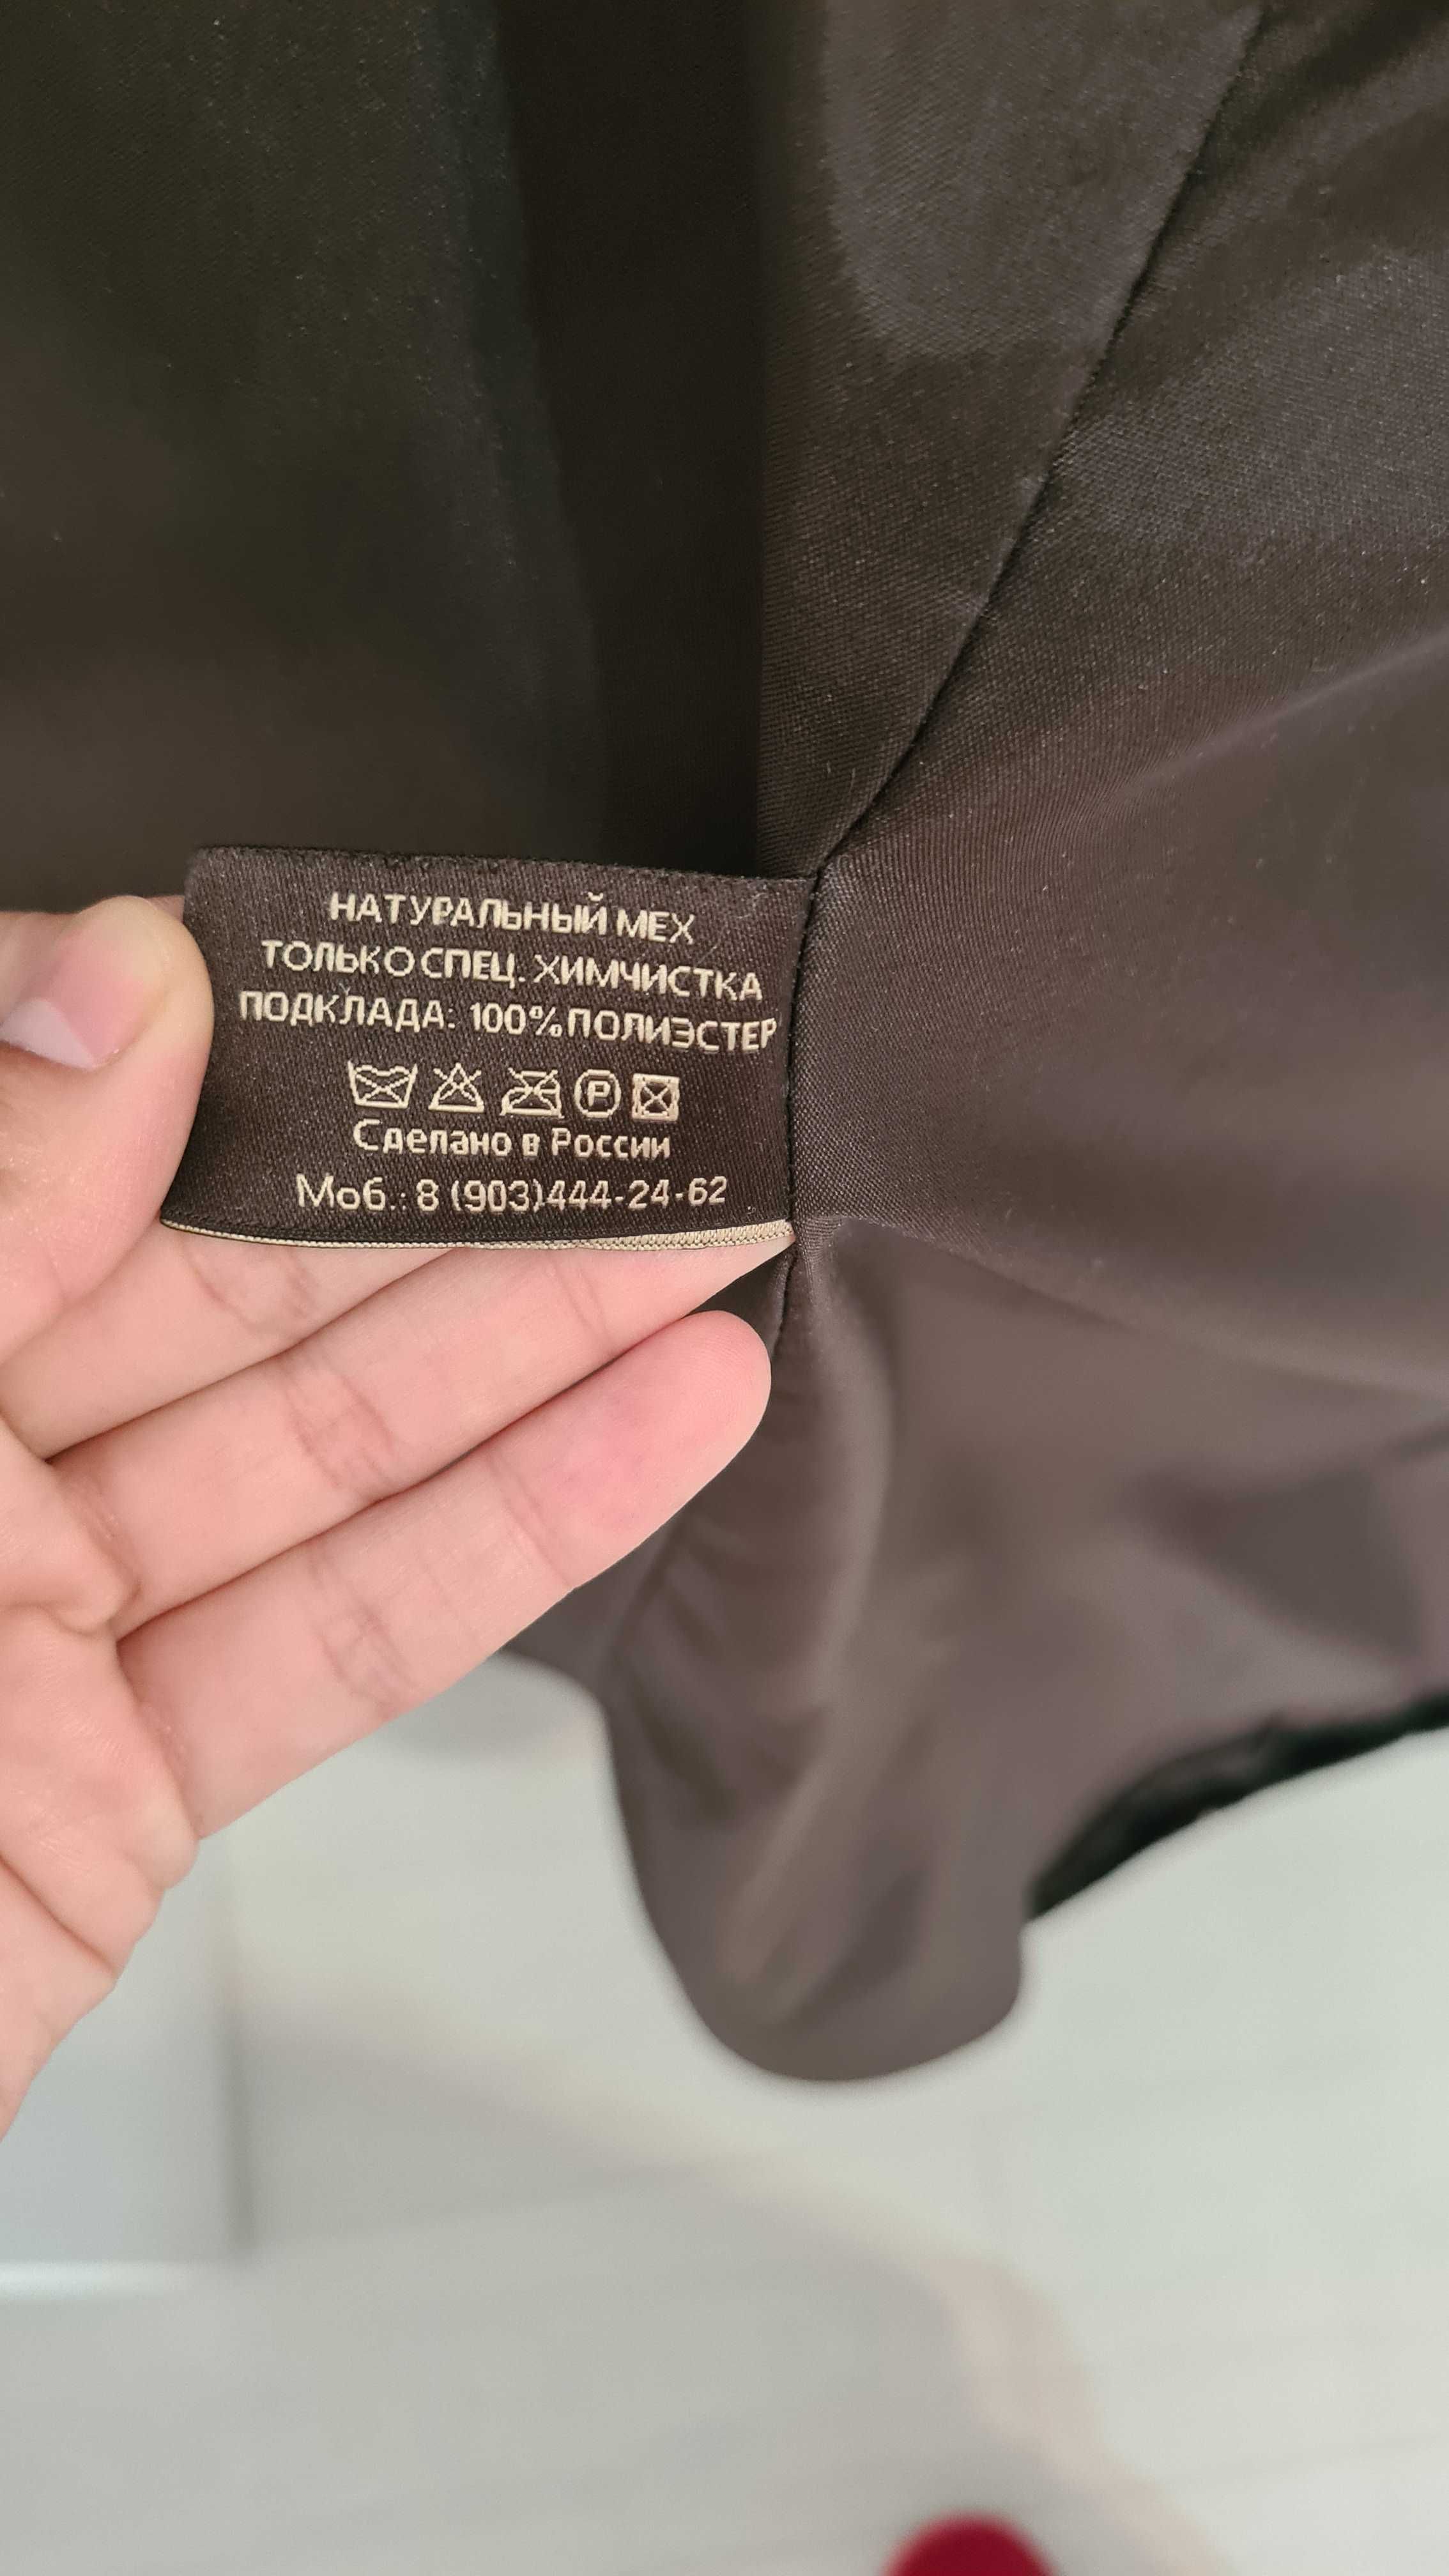 НАТУРАЛЬНЫЙ МЕХ
ТОЛЬКО СПЕЦ. ХИМЧИСТКА
ПОДКЛАДА: 100% ПОЛИЭСТЕР
P
Сделано в России
Моб.: 8 (903)444-24-62